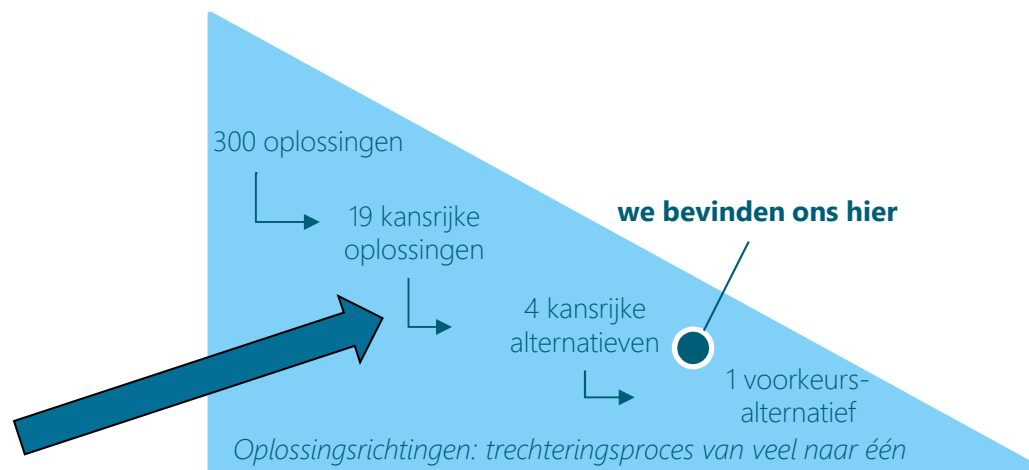 300 oplossingen
19 kansrijke
oplossingen
we bevinden ons hier
4 kansrijke
alternatieven
1 voorkeurs-
alternatief
Oplossingsrichtingen: trechteringsproces van veel naar één